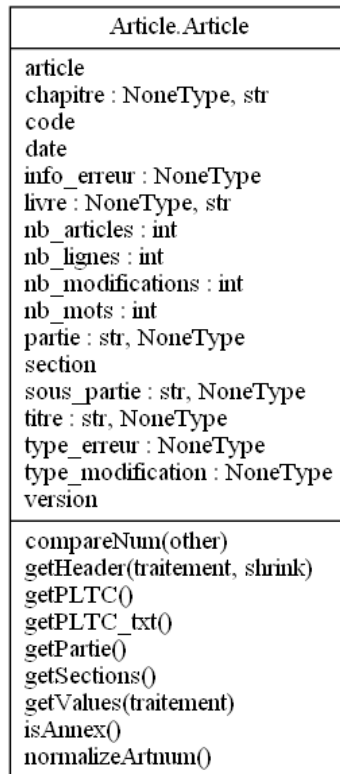 Article.Article
article
chapitre : NoneType, str
code
date
info_erreur : NoneType
livre : NoneType, str
nb_articles : int
nb_lignes : int
nb_modifications : int
nb_mots : int
partie : str, NoneType
section
sous_partie : str, NoneType
titre : str, NoneType
type_erreur : NoneType
type_modification : NoneType
version
compareNum(other)
getHeader(traitement, shrink)
getPLTC()
getPLTC_txt()
getPartie()
getSections()
getValues(traitement)
isAnnex()
normalizeArtnum()